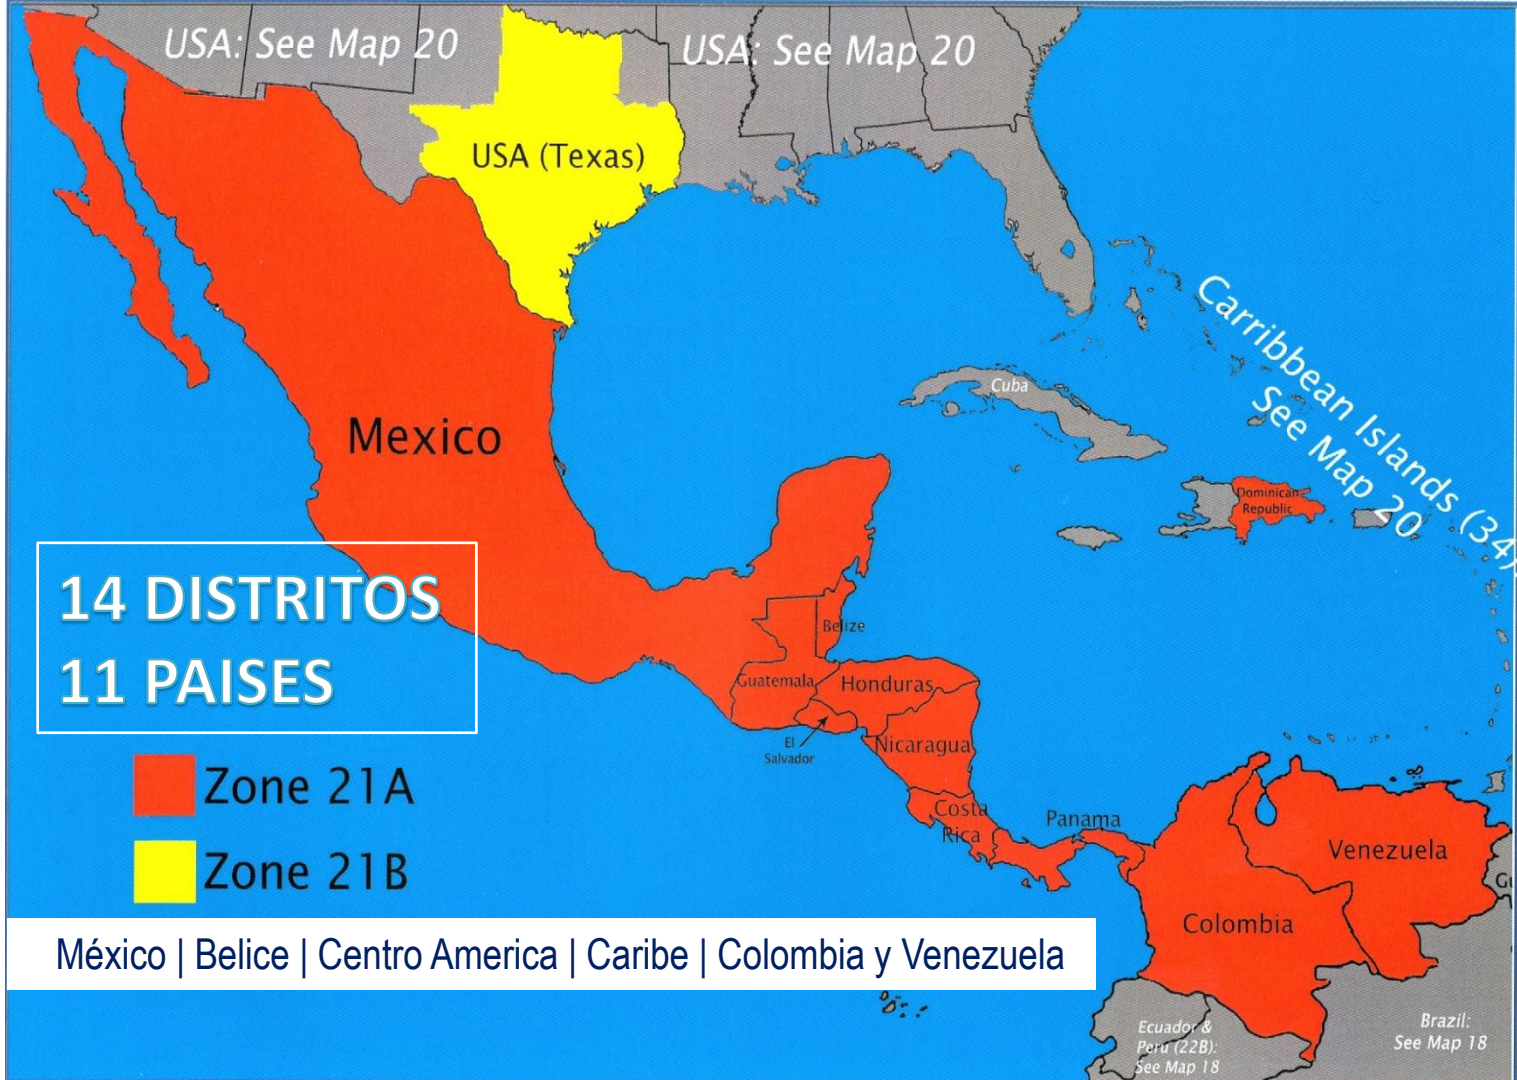 USA: See Map 20
USA: See Map 20
USA (Texas)
Carribbean Islands (34):
See Map 20
Cuba
Mexico
Dominican
Republic
14 DISTRITOS
11 PAISES
Belize
Guatemala
Honduras
El
Salvador
Nicaragua
Zone 21A
Costa
Rica
Panama
Zone 21B
Venezuela
Colombia
México | Belice | Centro America | Caribe | Colombia y Venezuela
Ecuador &
Peru (22B):
See Map 18
Brazil:
See Map 18